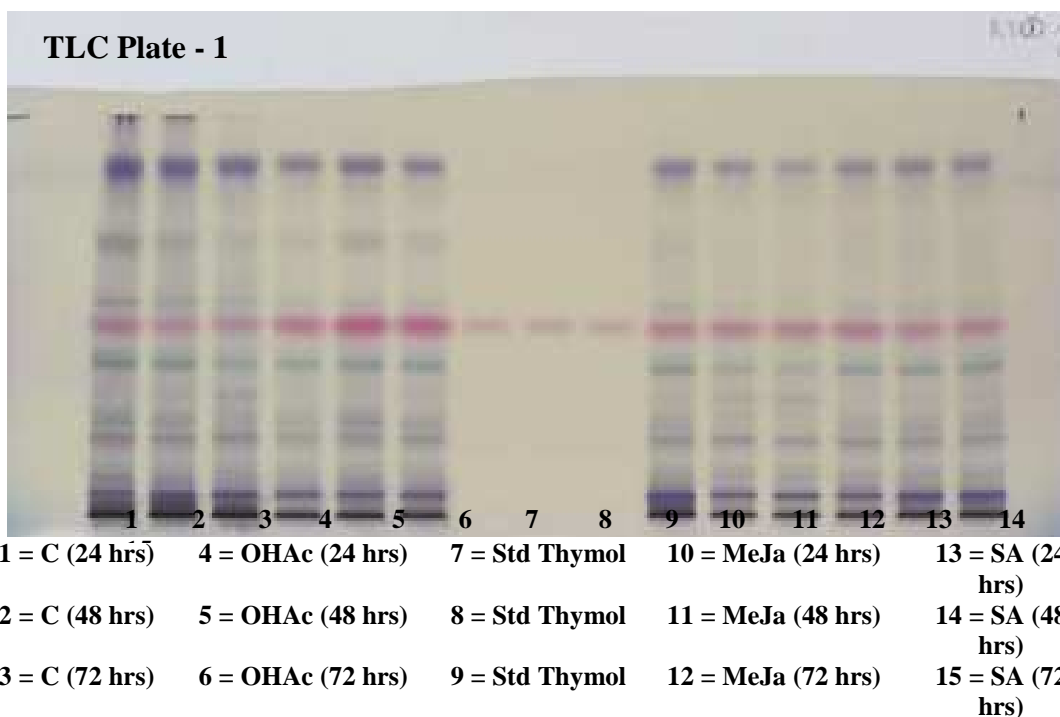 TLC Plate - 1
1 2 3 4 5 6 7 8 9 10 11 12 13 14
1 = C (24 hrs) 4 = OHAc (24 hrs) 7 = Std Thymol 10 = MeJa (24 hrs) 13 = SA (24
hrs)
2 = C (48 hrs) 5 = OHAc (48 hrs) 8 = Std Thymol 11 = MeJa (48 hrs) 14 = SA (48
hrs)
3 = C (72 hrs) 6 = OHAc (72 hrs) 9 = Std Thymol 12 = MeJa (72 hrs) 15 = SA (72
hrs)